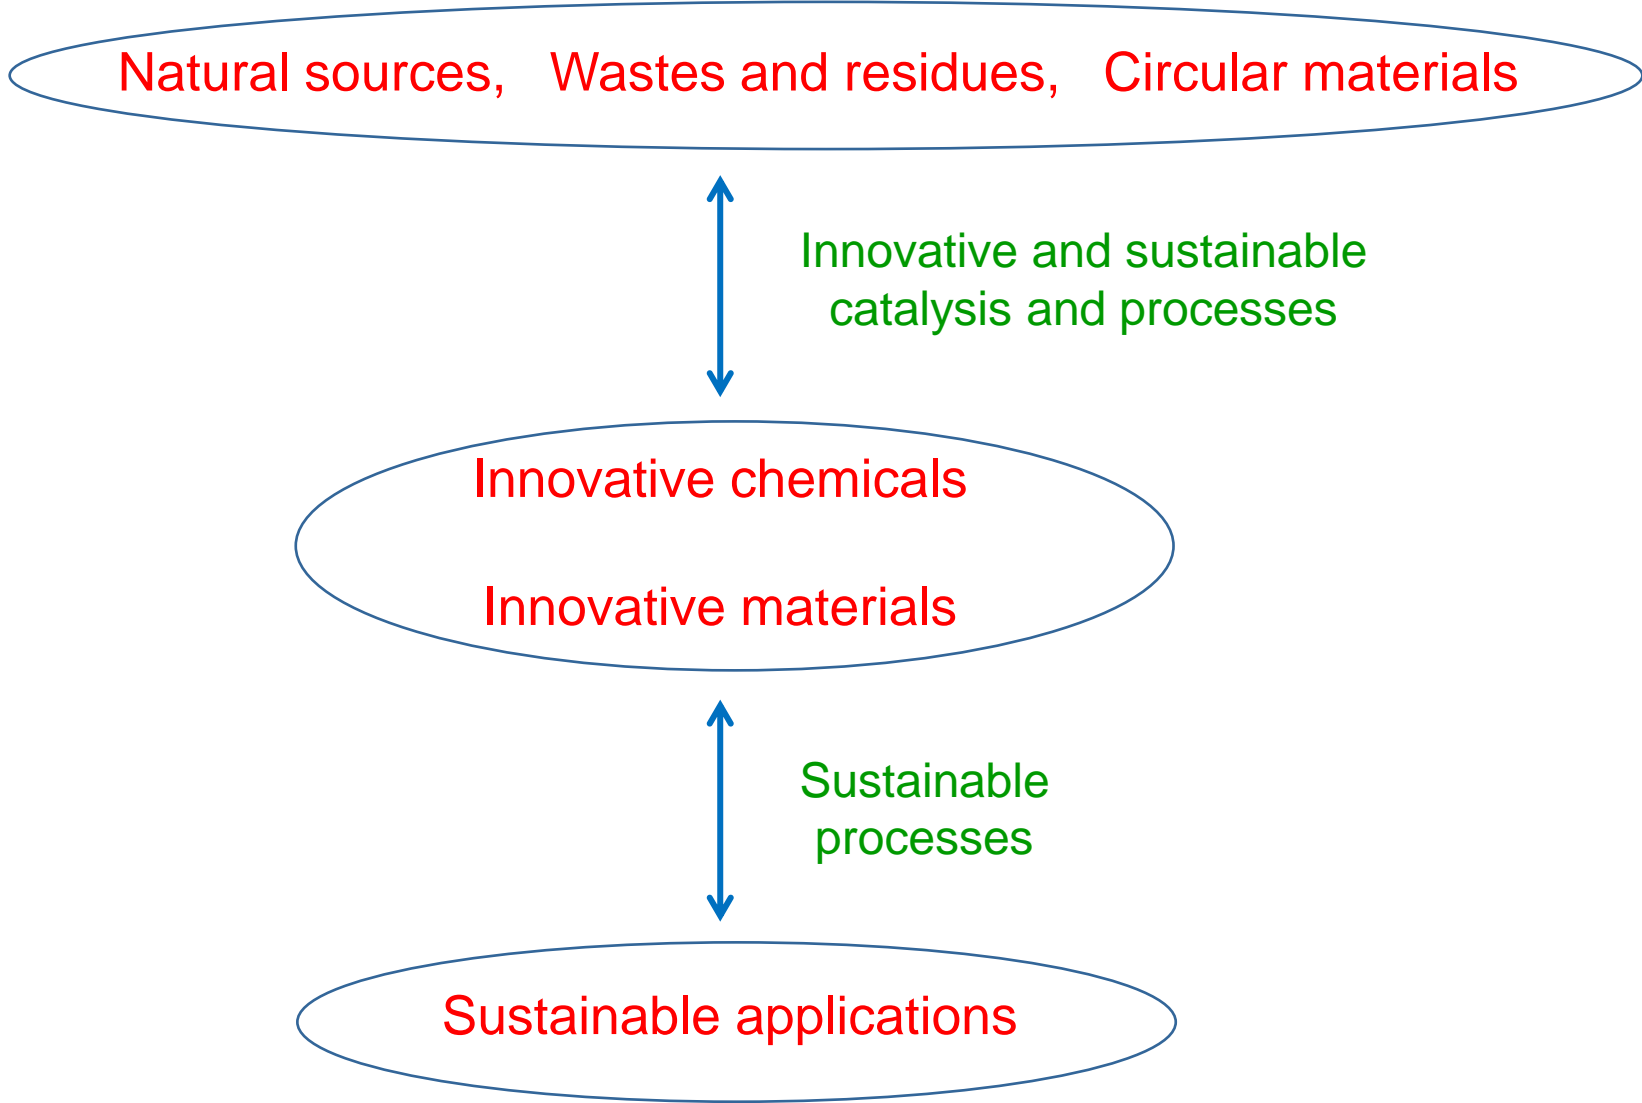 Natural sources, Wastes and residues, Circular materials
Innovative and sustainable
catalysis and processes
Innovative chemicals
Innovative materials
Sustainable
processes
Sustainable applications